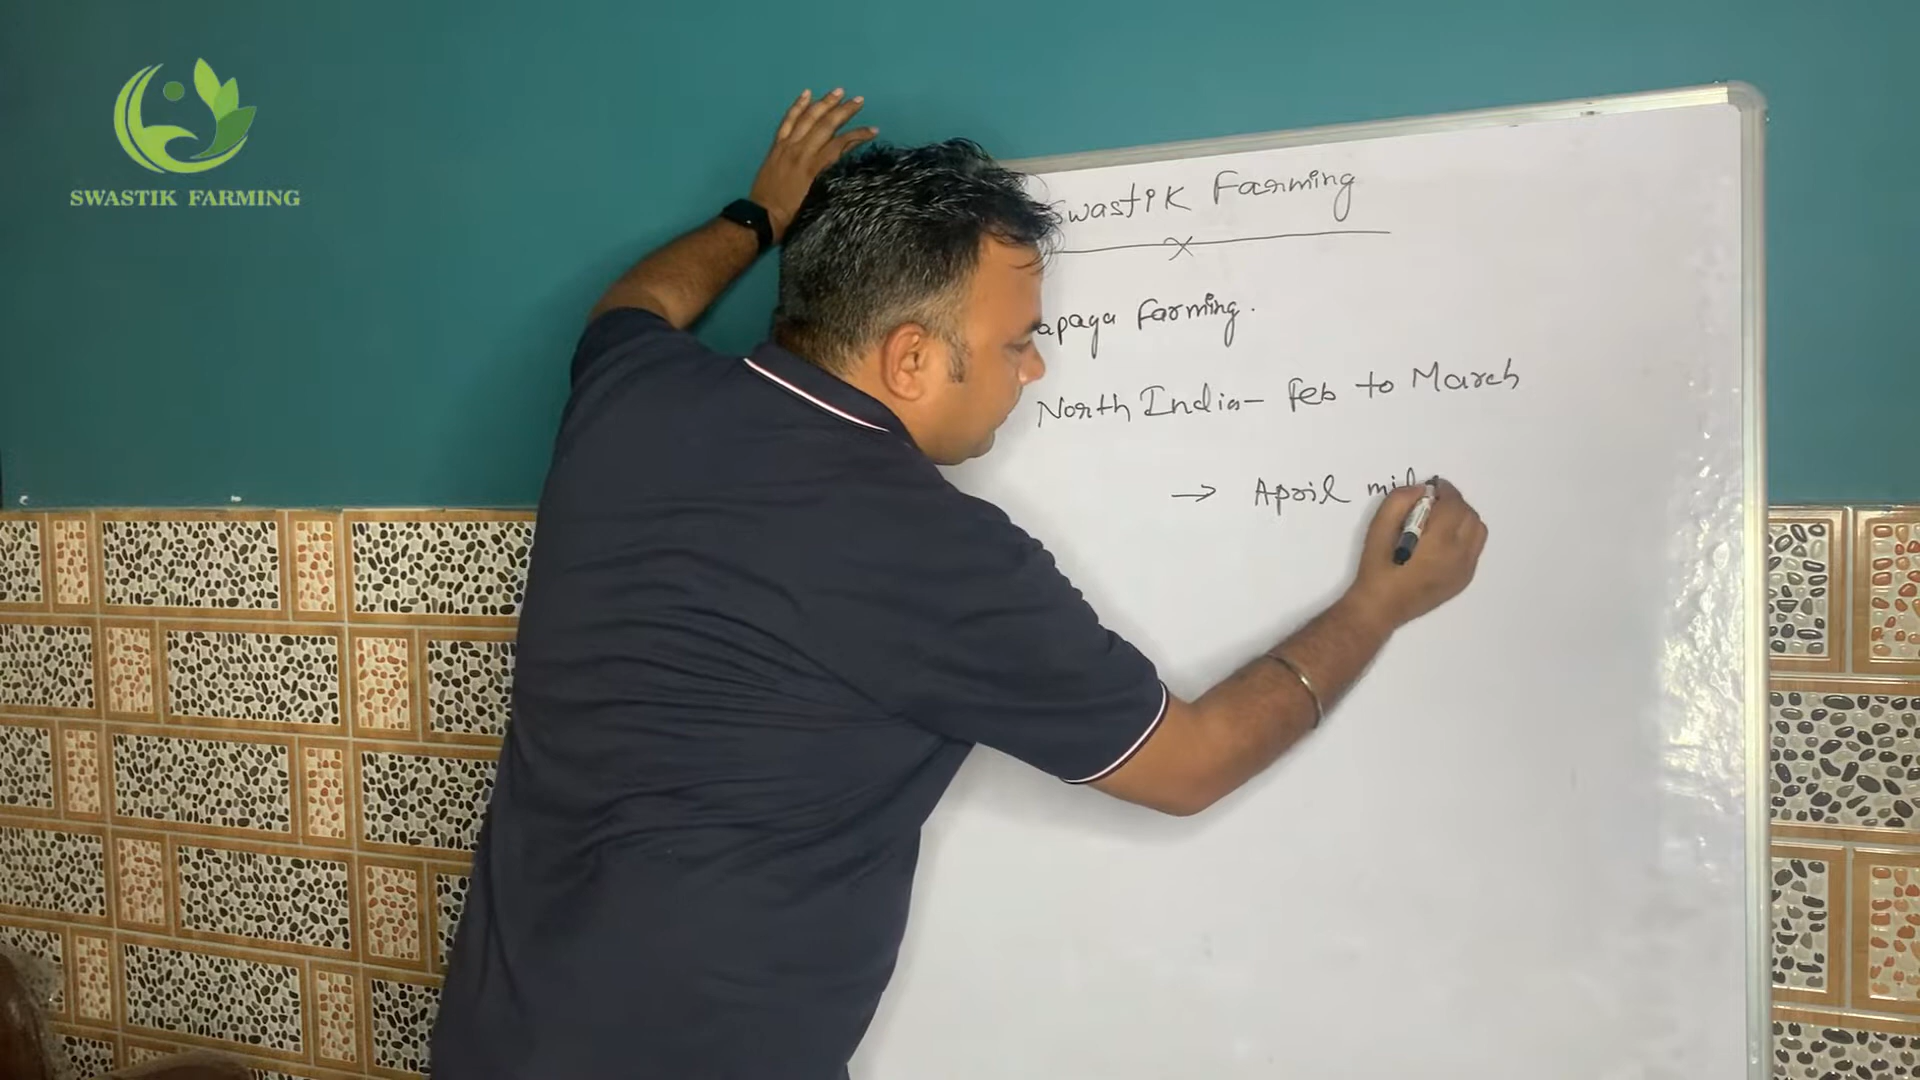 SWASTIK FARMING
Swastik Farming
apaya farming.
North India- Feb to March
→ April